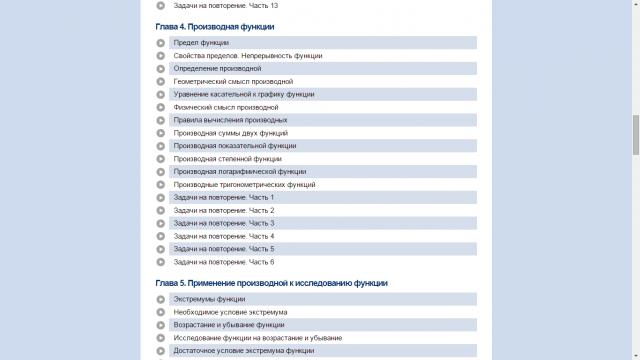 Задачи на повторение. Часть 13
Глава 4. Производная функции
Предел функции
Свойства пределов. Непрерывность функции
Определение производной
Геометрический смысл производной
Уравнение касательной к графику функции
Физический смысл производной
Правила вычисления производных
Производная суммы двух функций
Производная показательной функции
Производная степенной функции
Производная логарифмической функции
Производные тригонометрических функций
Задачи на повторение. Часть 1
Задачи на повторение. Часть 2
Задачи на повторение. Часть 3
Задачи на повторение. Часть 4
Задачи на повторение. Часть 5
Задачи на повторение. Часть 6
Глава 5. Применение производной к исследованию функции
Экстремумы функции
Необходимое условие экстремума
Возрастание и убывание функции
Исследование функции на возрастание и убывание
Достаточное условие экстремума функции